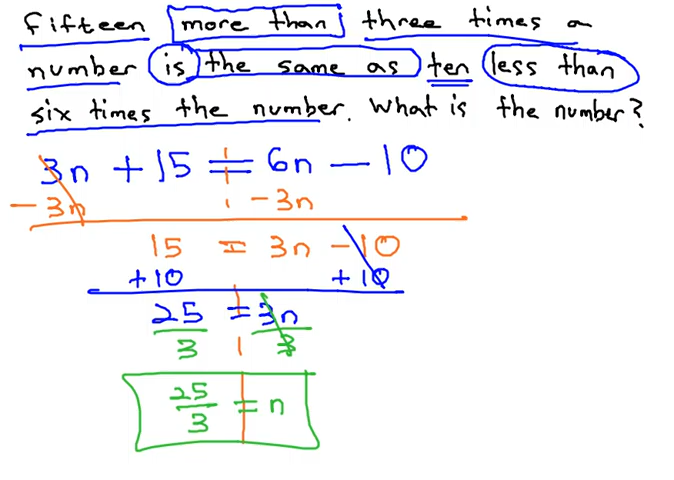 Fifteen more than three times a
number is the same as ten less than
six times the number. What is the number?
3n + 15 = 6n - 10
- 3n - 3n
15 = 3n - 10
+ 10 + 10
25 = 3n
3 3
25/3 = n